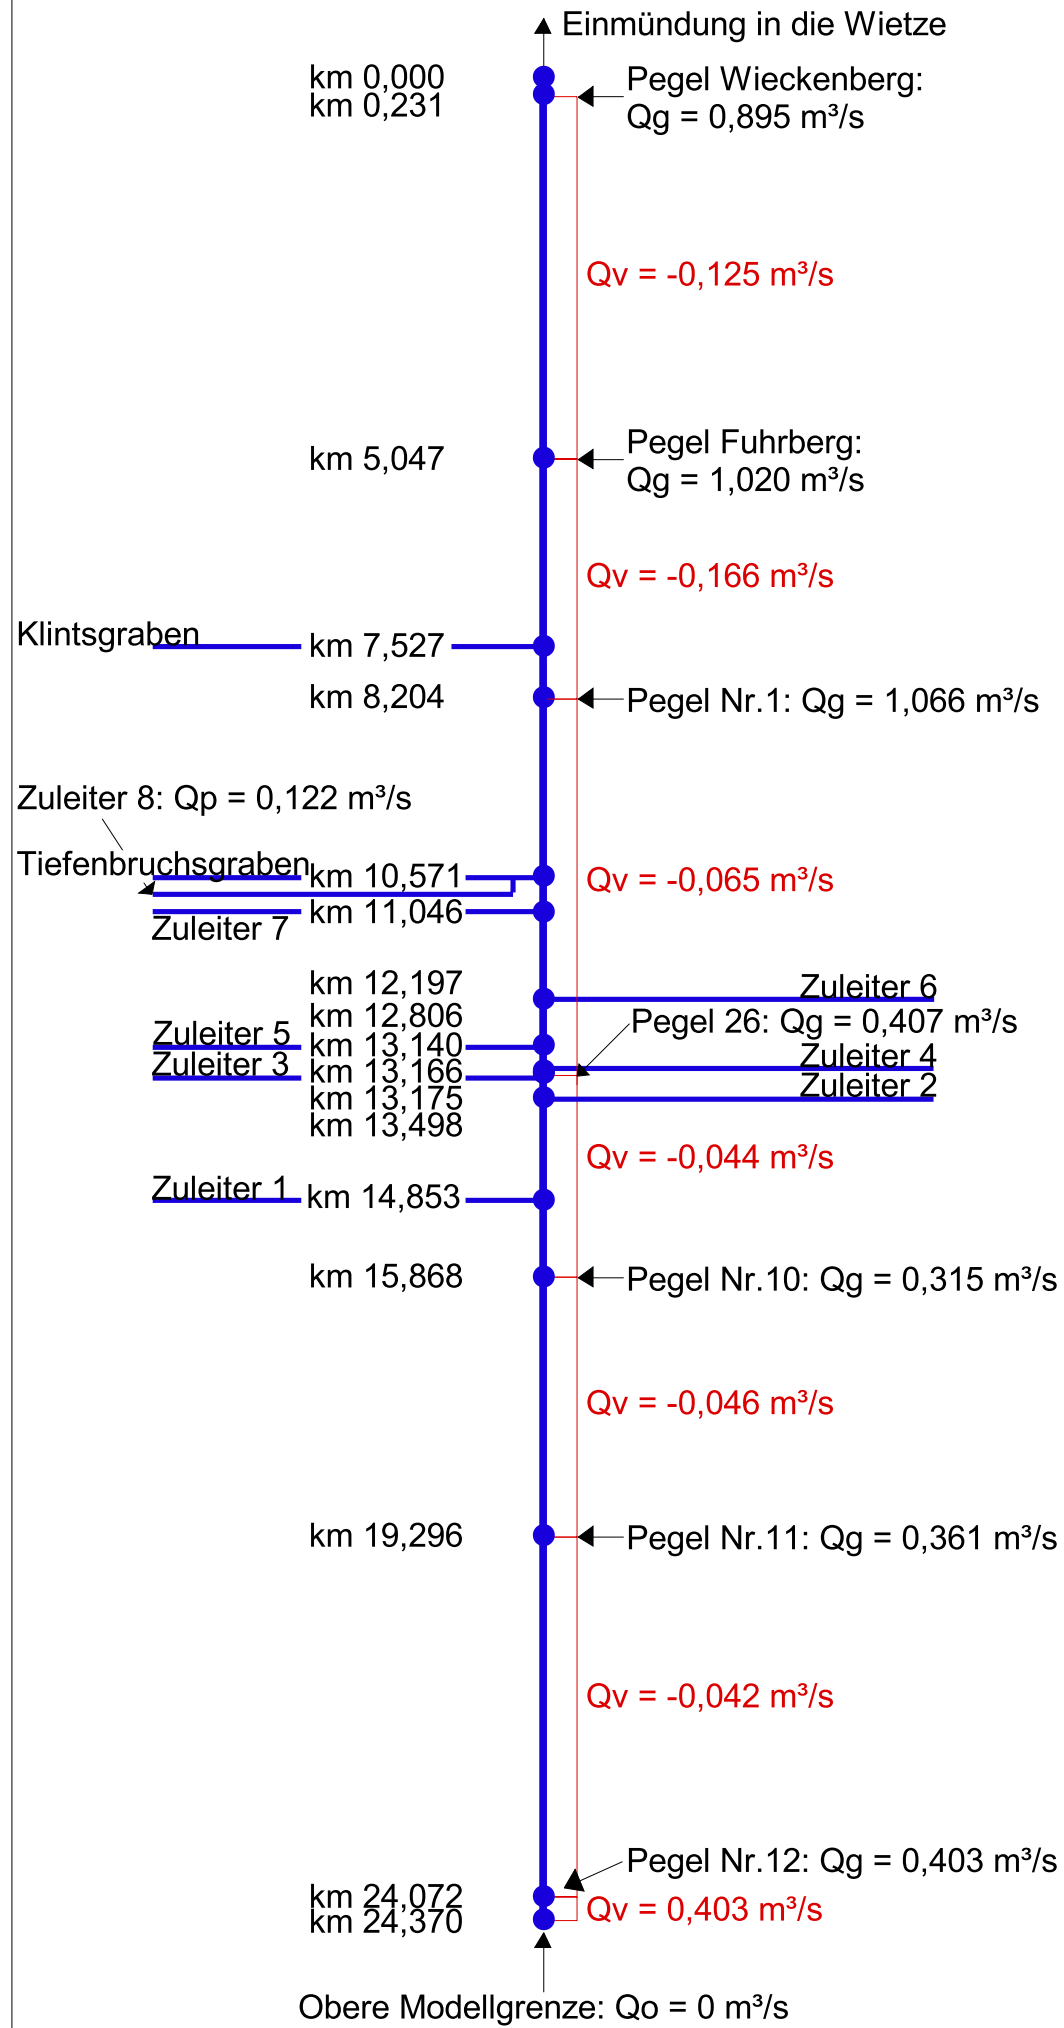 Einmündung in die Wietze
km 0,000
Pegel Wieckenberg:
km 0,231
Qg = 0,895 m³/s
Qv = -0,125 m³/s
Pegel Fuhrberg:
km 5,047
Qg = 1,020 m³/s
Qv = -0,166 m³/s
Klintsgraben
km 7,527
km 8,204
Pegel Nr.1: Qg = 1,066 m³/s
Zuleiter 8: Qp = 0,122 m³/s
Tiefenbruchsgraben
km 10,571
Qv = -0,065 m³/s
km 11,046
Zuleiter 7
km 12,197
Zuleiter 6
km 12,806
Pegel 26: Qg = 0,407 m³/s
Zuleiter 5
km 13,140
Zuleiter 4
Zuleiter 3
km 13,166
Zuleiter 2
km 13,175
km 13,498
Qv = -0,044 m³/s
Zuleiter 1
km 14,853
km 15,868
Pegel Nr.10: Qg = 0,315 m³/s
Qv = -0,046 m³/s
km 19,296
Pegel Nr.11: Qg = 0,361 m³/s
Qv = -0,042 m³/s
Pegel Nr.12: Qg = 0,403 m³/s
km 24,072
Qv = 0,403 m³/s
km 24,370
Obere Modellgrenze: Qo = 0 m³/s